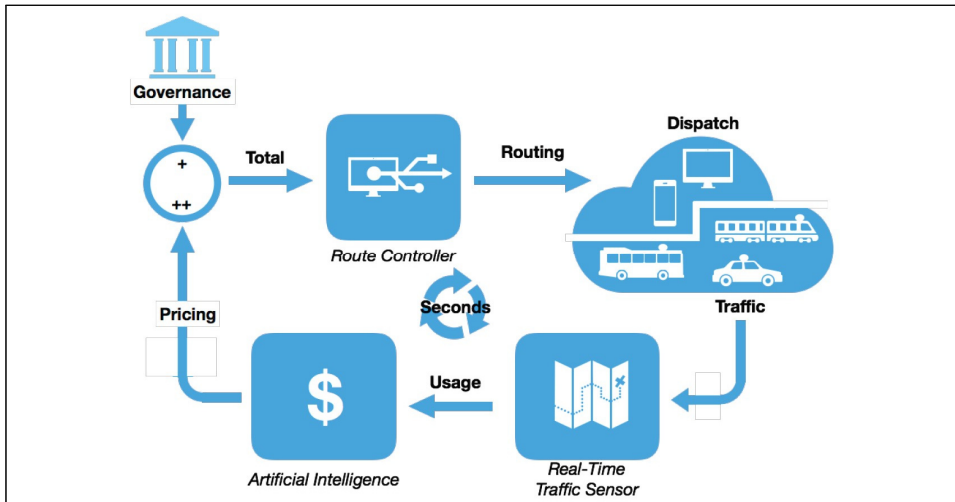 Governance
+
++
Total
Route Controller
Routing
Dispatch
Traffic
Seconds
Pricing
$
Artificial Intelligence
Usage
Real-Time
Traffic Sensor